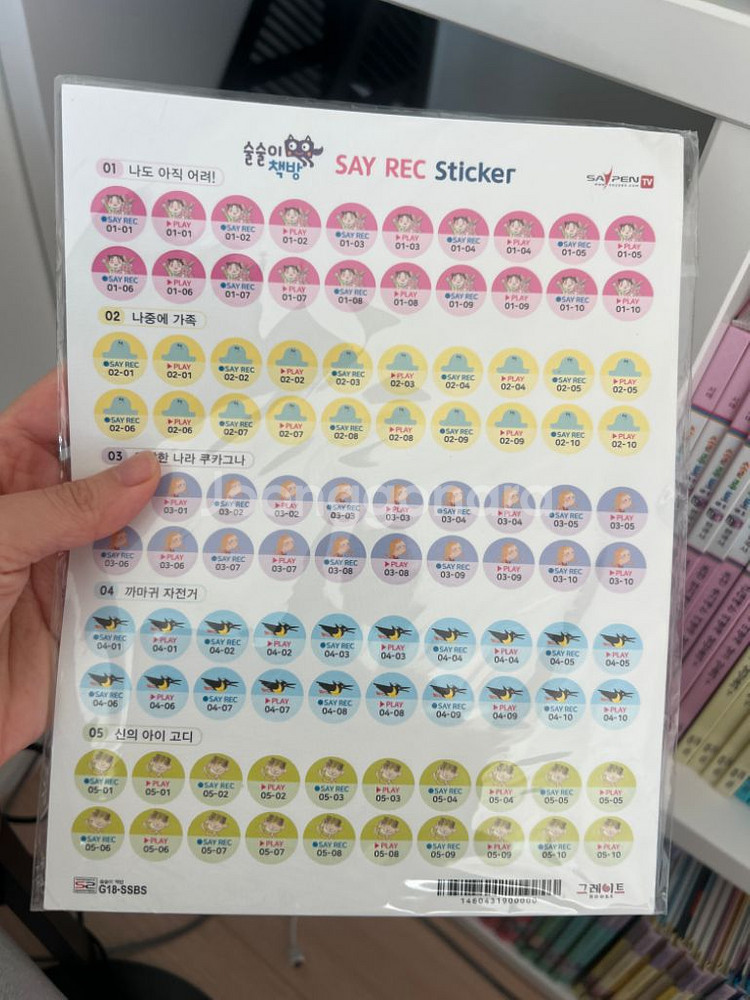 술술이 책방 SAY REC Sticker
SAYPEN TV
01 나도 아직 어려!
SAY REC 01-01 PLAY 01-01 SAY REC 01-02 PLAY 01-02 SAY REC 01-03 PLAY 01-03 SAY REC 01-04 PLAY 01-04 SAY REC 01-05 PLAY 01-05
SAY REC 01-06 PLAY 01-06 SAY REC 01-07 PLAY 01-07 SAY REC 01-08 PLAY 01-08 SAY REC 01-09 PLAY 01-09 SAY REC 01-10 PLAY 01-10
02 나중에 가족
SAY REC 02-01 PLAY 02-01 SAY REC 02-02 PLAY 02-02 SAY REC 02-03 PLAY 02-03 SAY REC 02-04 PLAY 02-04 SAY REC 02-05 PLAY 02-05
SAY REC 02-06 PLAY 02-06 SAY REC 02-07 PLAY 02-07 SAY REC 02-08 PLAY 02-08 SAY REC 02-09 PLAY 02-09 SAY REC 02-10 PLAY 02-10
03 나라 쿠카그나
PLAY 03-01 SAY REC 03-02 PLAY 03-02 SAY REC 03-03 PLAY 03-03 SAY REC 03-04 PLAY 03-04 SAY REC 03-05 PLAY 03-05
SAY REC 03-06 PLAY 03-06 SAY REC 03-07 PLAY 03-07 SAY REC 03-08 PLAY 03-08 SAY REC 03-09 PLAY 03-09 SAY REC 03-10 PLAY 03-10
04 까마귀 자전거
SAY REC 04-01 PLAY 04-01 SAY REC 04-02 PLAY 04-02 SAY REC 04-03 PLAY 04-03 SAY REC 04-04 PLAY 04-04 SAY REC 04-05 PLAY 04-05
SAY REC 04-06 PLAY 04-06 SAY REC 04-07 PLAY 04-07 SAY REC 04-08 PLAY 04-08 SAY REC 04-09 PLAY 04-09 SAY REC 04-10 PLAY 04-10
05 신의 아이 고디
SAY REC 05-01 PLAY 05-01 SAY REC 05-02 PLAY 05-02 SAY REC 05-03 PLAY 05-03 SAY REC 05-04 PLAY 05-04 SAY REC 05-05 PLAY 05-05
SAY REC 05-06 PLAY 05-06 SAY REC 05-07 PLAY 05-07 SAY REC 05-08 PLAY 05-08 SAY REC 05-09 PLAY 05-09 SAY REC 05-10 PLAY 05-10
술술이 책방
G18-SSBS
1480431900000
그레이트
BOOKS